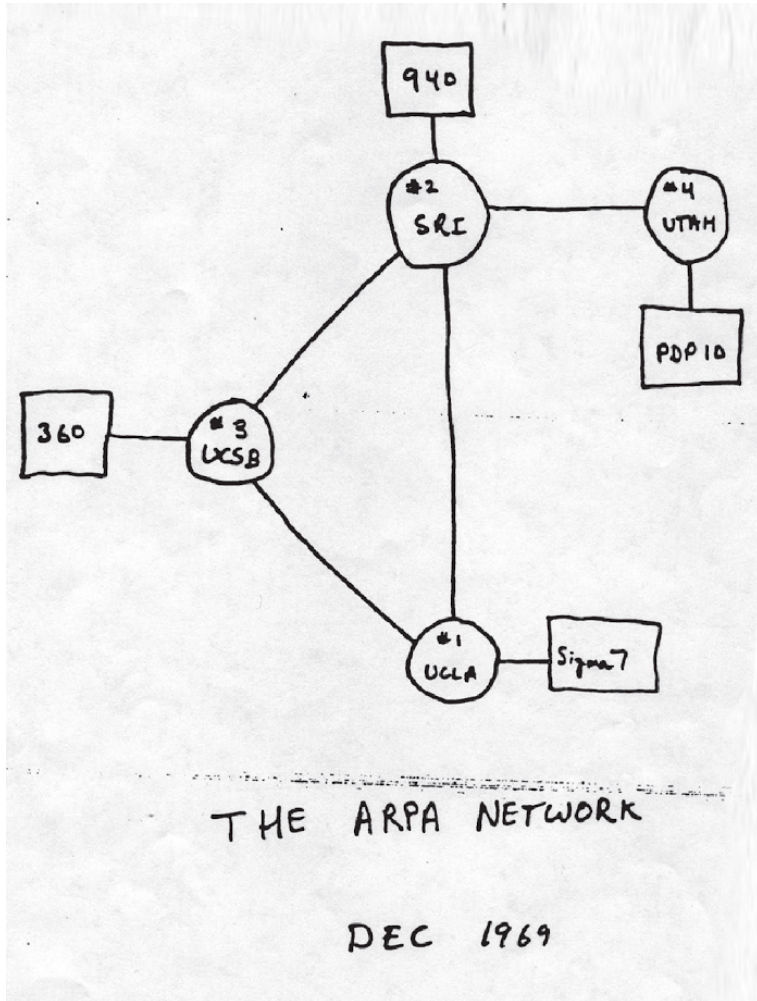 940
#2
SRI
#4
UTAH
PDP 10
360
#3
UCSB
#1
UCLA
Sigma 7
THE ARPA NETWORK
DEC 1969